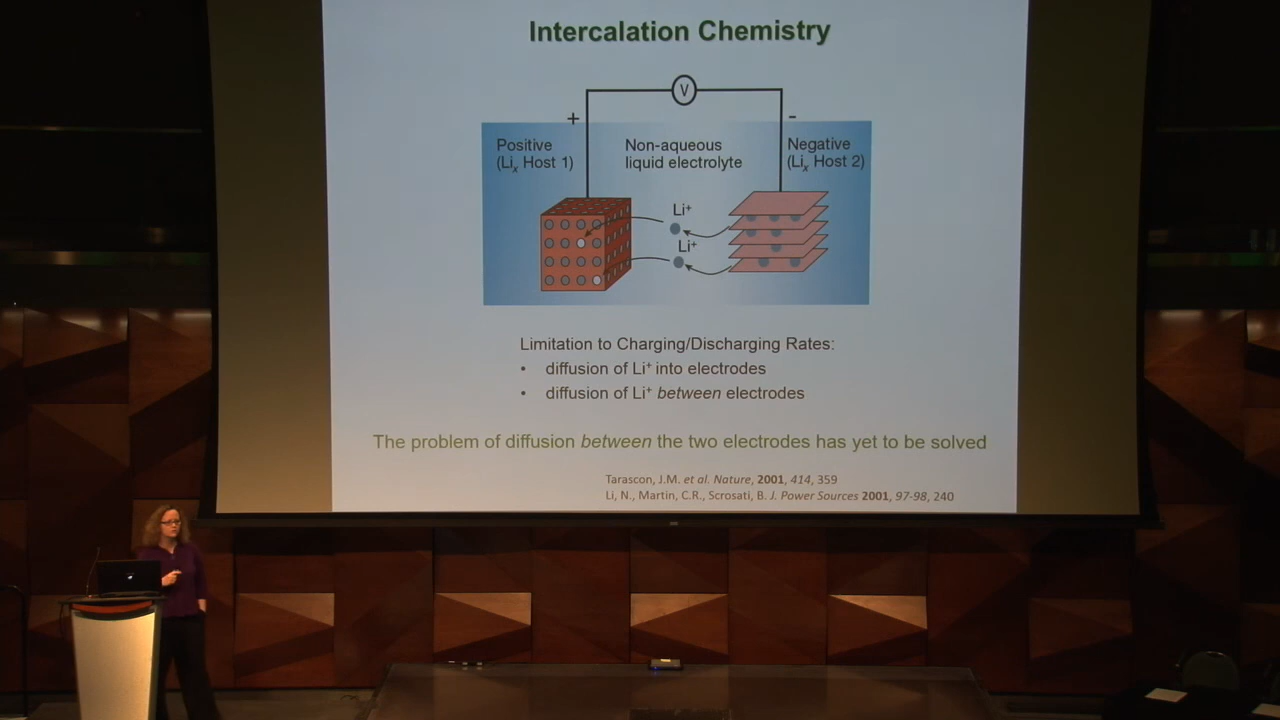 Intercalation Chemistry
V
+
-
Positive
(Liₓ Host 1)
Non-aqueous
liquid electrolyte
Negative
(Liₓ Host 2)
Li⁺
Li⁺
Limitation to Charging/Discharging Rates:
• diffusion of Li⁺ into electrodes
• diffusion of Li⁺ between electrodes
The problem of diffusion between the two electrodes has yet to be solved
Tarascon, J.M. et al. Nature, 2001, 414, 359
Li, N., Martin, C.R., Scrosati, B. J. Power Sources 2001, 97-98, 240